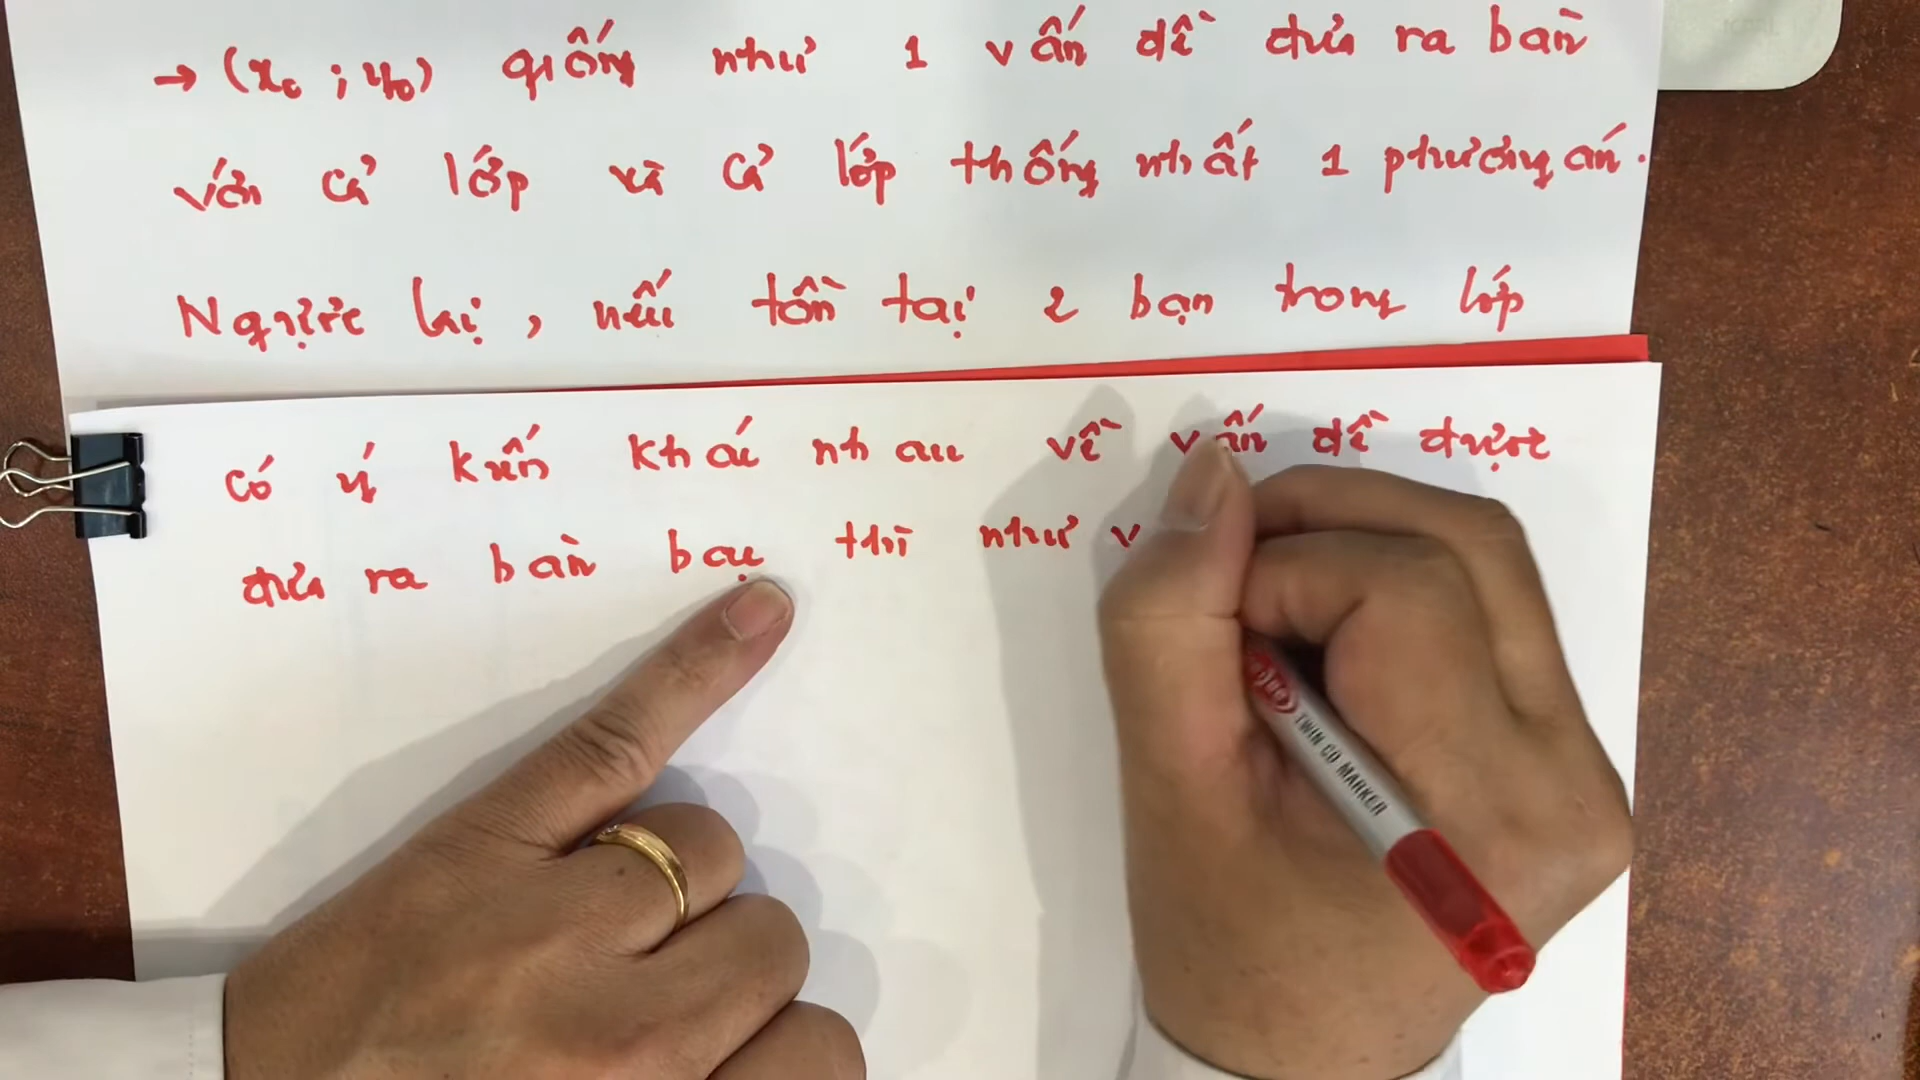 → (x₀ ; y₀) giống như 1 vấn đề đưa ra bàn
với cả lớp và cả lớp thống nhất 1 phương án.
Ngược lại, nếu tồn tại 2 bạn trong lớp
có ý kiến khác nhau về vấn đề được
đưa ra bàn bạc thì như v
TWIN CD MARKER